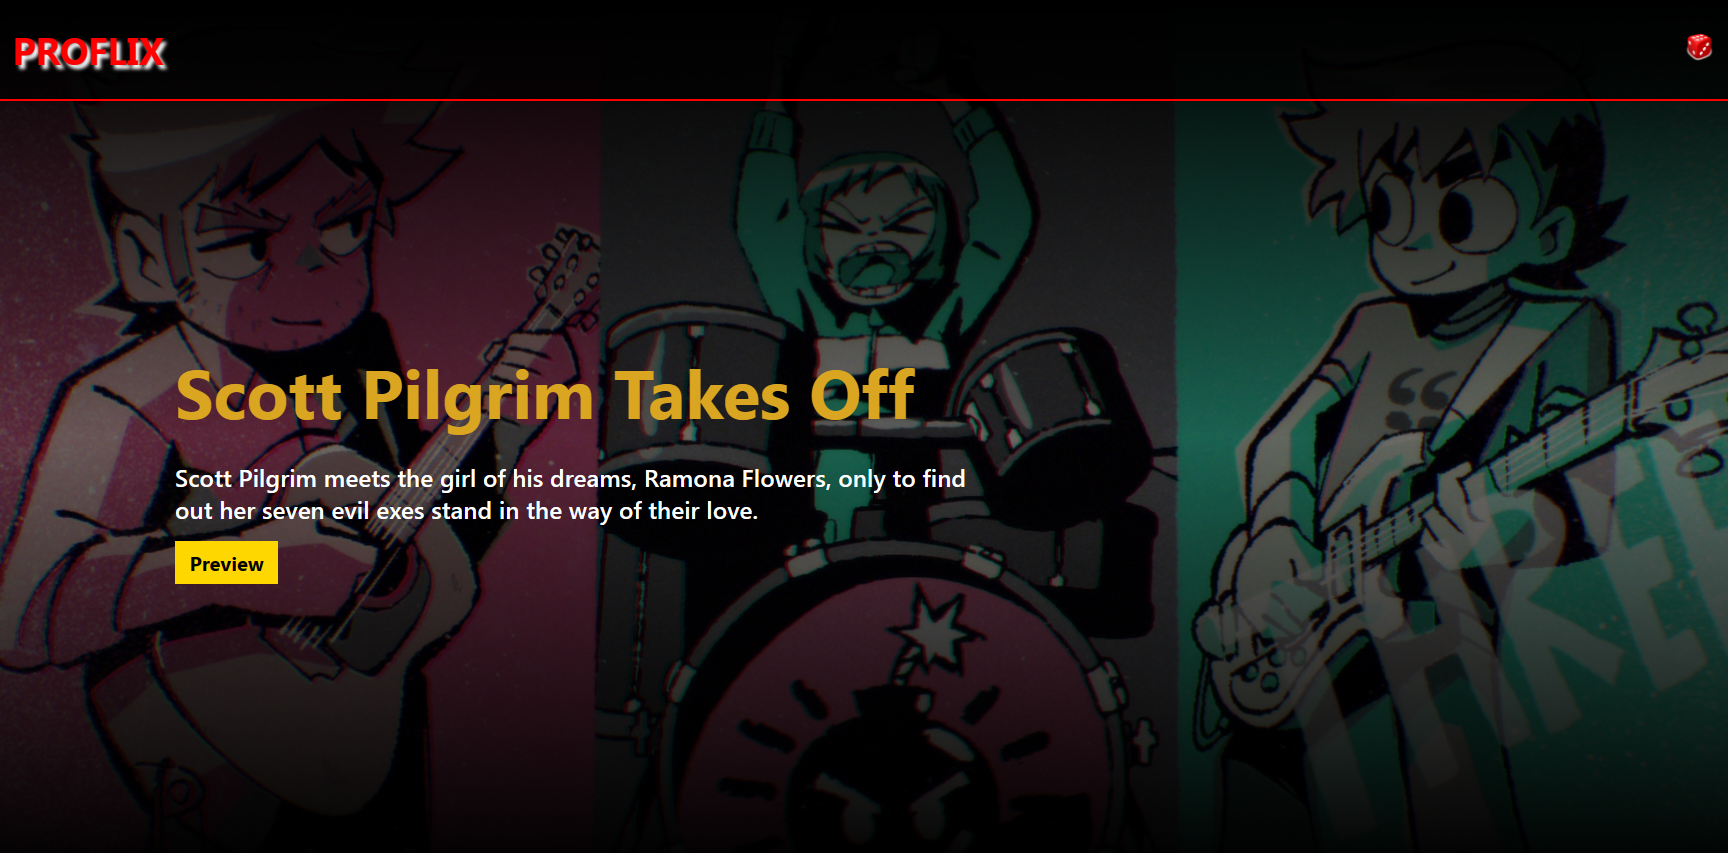 PROFLIX
Scott Pilgrim Takes Off
Scott Pilgrim meets the girl of his dreams, Ramona Flowers, only to find
out her seven evil exes stand in the way of their love.
Preview